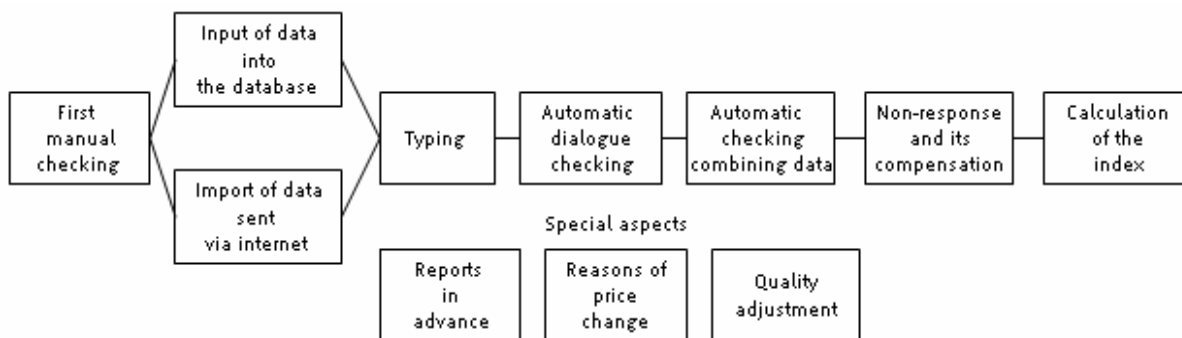 Input of data
into
the database
First
manual
checking
Import of data
sent
via internet
Typing
Automatic
dialogue
checking
Automatic
checking
combining data
Non-response
and its
compensation
Calculation
of the
index
Special aspects
Reports
in
advance
Reasons of
price
change
Quality
adjustment